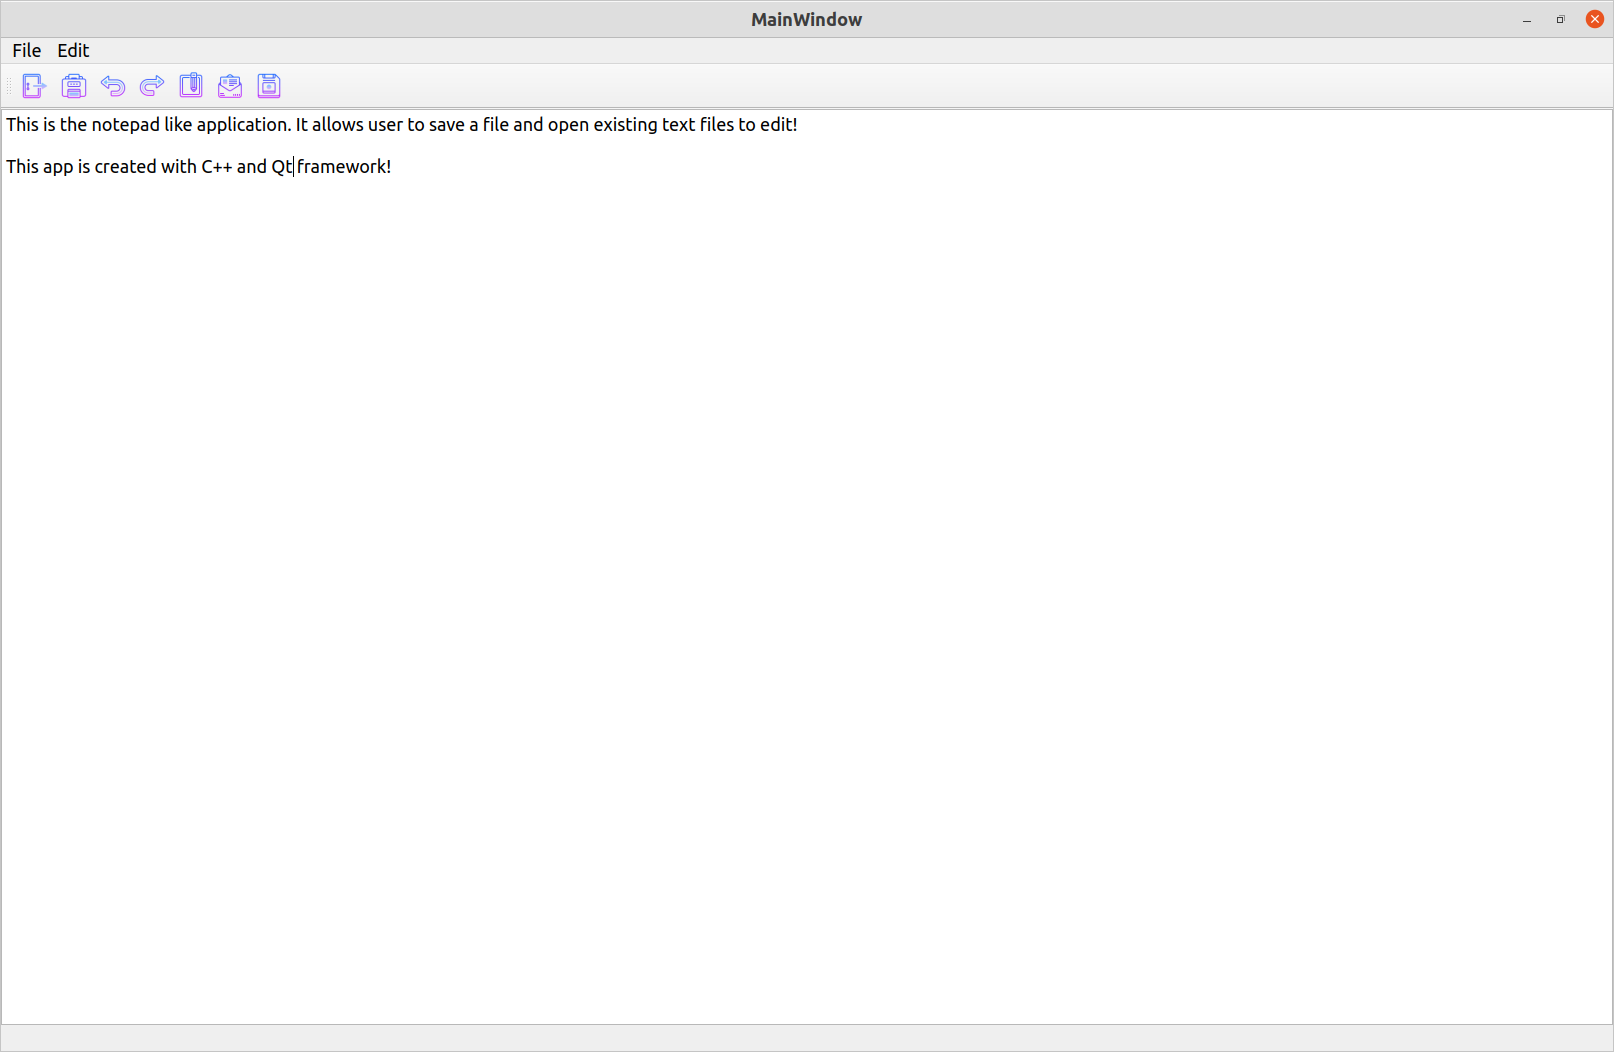 MainWindow
File Edit
This is the notepad like application. It allows user to save a file and open existing text files to edit!
This app is created with C++ and Qt framework!